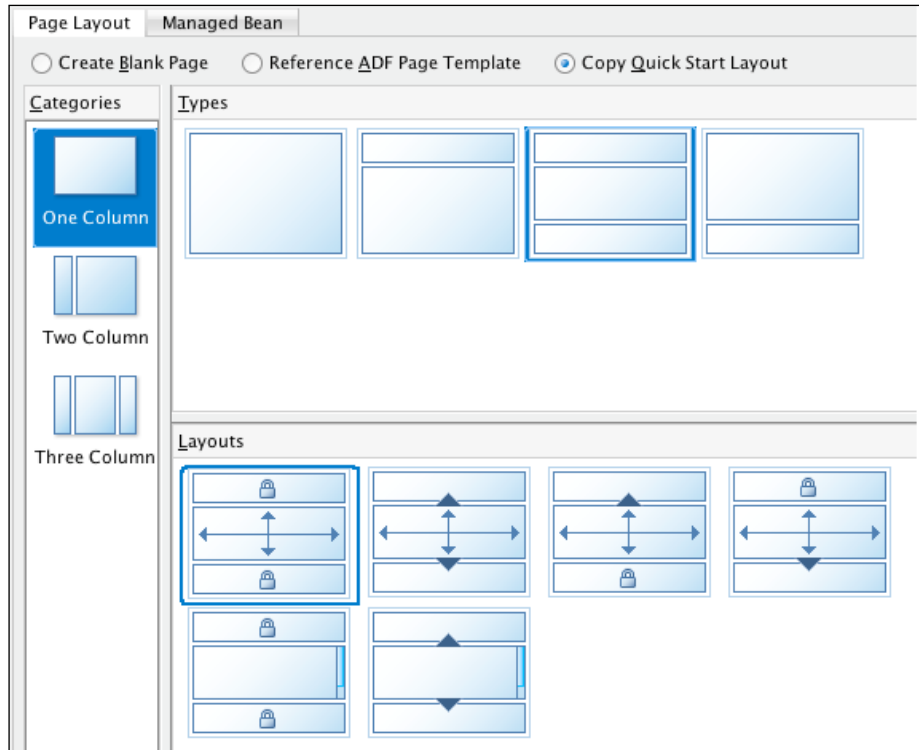 Page Layout
Managed Bean
Create Blank Page
Reference ADF Page Template
Copy Quick Start Layout
Categories
Types
One Column
Two Column
Three Column
Layouts